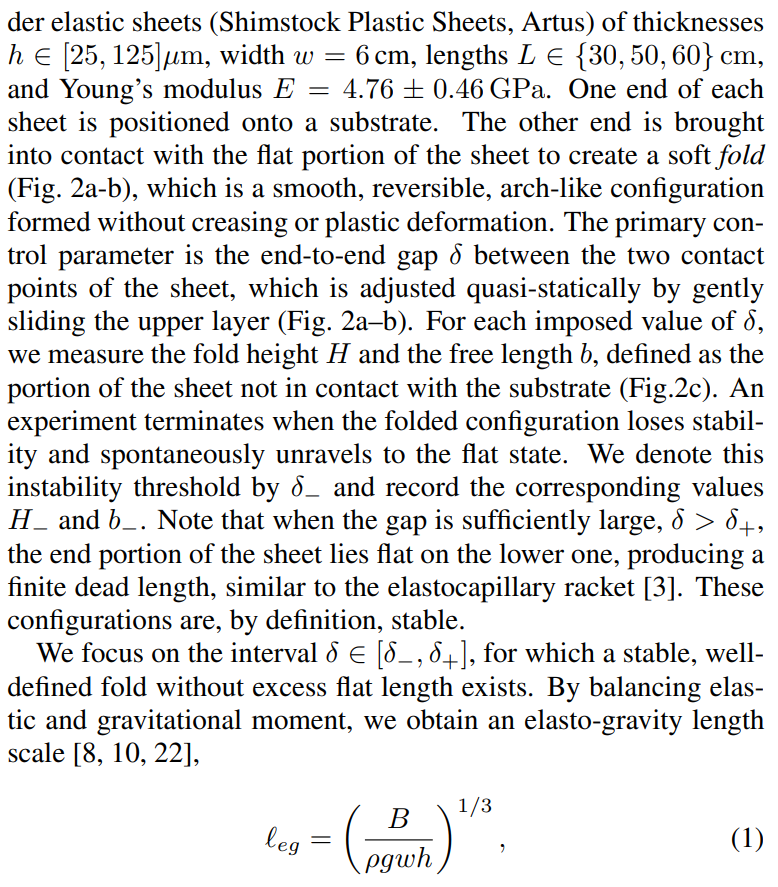 der elastic sheets (Shimstock Plastic Sheets, Artus) of thicknesses
h ∈ [25, 125]μm, width w = 6 cm, lengths L ∈ {30, 50, 60} cm,
and Young’s modulus E = 4.76 ± 0.46 GPa. One end of each
sheet is positioned onto a substrate. The other end is brought
into contact with the flat portion of the sheet to create a soft fold
(Fig. 2a-b), which is a smooth, reversible, arch-like configuration
formed without creasing or plastic deformation. The primary con-
trol parameter is the end-to-end gap δ between the two contact
points of the sheet, which is adjusted quasi-statically by gently
sliding the upper layer (Fig. 2a–b). For each imposed value of δ,
we measure the fold height H and the free length b, defined as the
portion of the sheet not in contact with the substrate (Fig.2c). An
experiment terminates when the folded configuration loses stabil-
ity and spontaneously unravels to the flat state. We denote this
instability threshold by δ₋ and record the corresponding values
H₋ and b₋. Note that when the gap is sufficiently large, δ > δ₊,
the end portion of the sheet lies flat on the lower one, producing a
finite dead length, similar to the elastocapillary racket [3]. These
configurations are, by definition, stable.
We focus on the interval δ ∈ [δ₋, δ₊], for which a stable, well-
defined fold without excess flat length exists. By balancing elas-
tic and gravitational moment, we obtain an elasto-gravity length
scale [8, 10, 22],
ℓ_eg = (B / ρgwh)^{1/3}, (1)